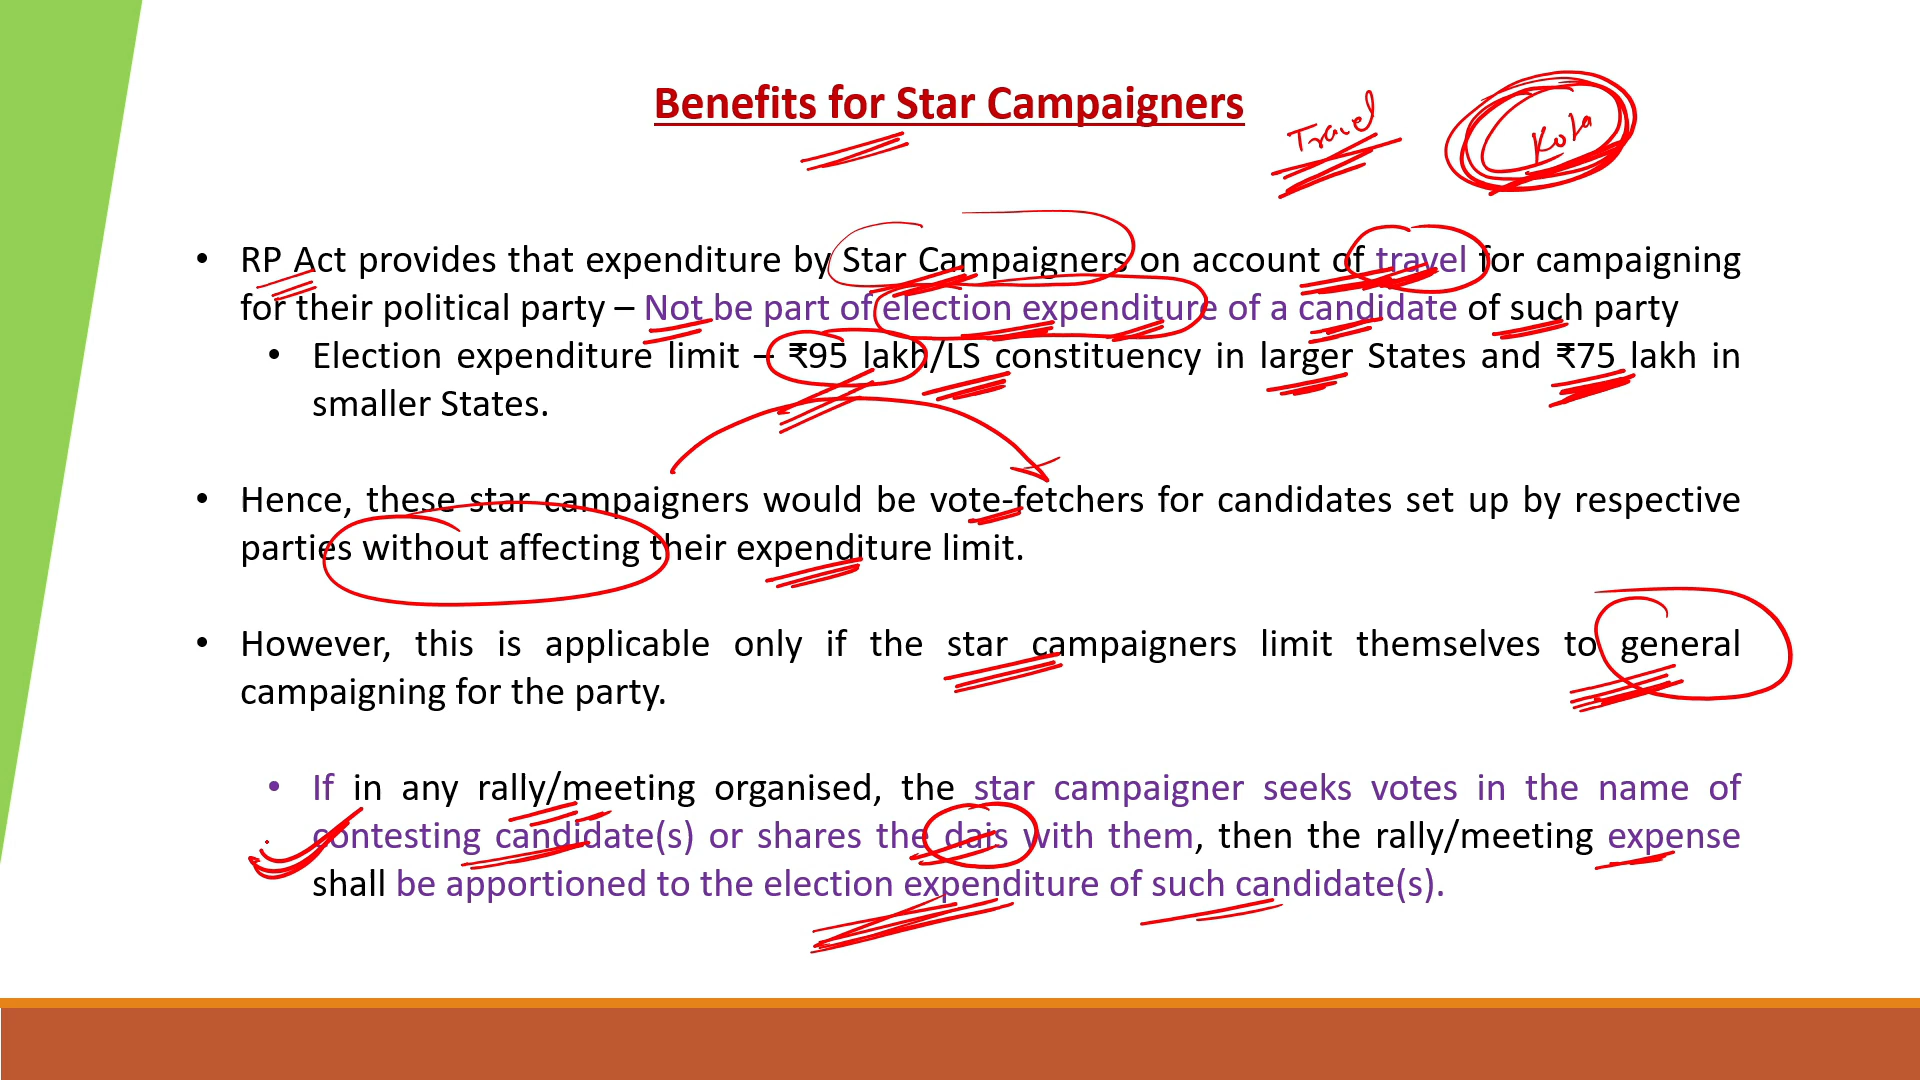 Benefits for Star Campaigners
Travel
Kola
• RP Act provides that expenditure by Star Campaigners on account of travel for campaigning
for their political party – Not be part of election expenditure of a candidate of such party
• Election expenditure limit – ₹95 lakh/LS constituency in larger States and ₹75 lakh in
smaller States.
• Hence, these star campaigners would be vote-fetchers for candidates set up by respective
parties without affecting their expenditure limit.
• However, this is applicable only if the star campaigners limit themselves to general
campaigning for the party.
• If in any rally/meeting organised, the star campaigner seeks votes in the name of
contesting candidate(s) or shares the dais with them, then the rally/meeting expense
shall be apportioned to the election expenditure of such candidate(s).